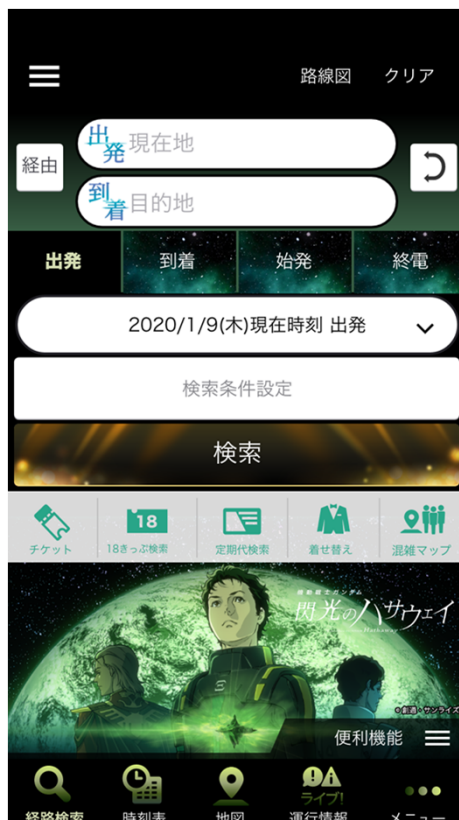 路線図 クリア
経由
出発 現在地
到着 目的地
出発 到着 始発 終電
2020/1/9(木)現在時刻 出発
検索条件設定
検索
18
チケット 18きっぷ検索 定期代検索 着せ替え 混雑マップ
機動戦士ガンダム
閃光のハサウェイ
Hathaway
©創通・サンライズ
便利機能
ライブ!
経路検索 時刻表 地図 運行情報 メニュー